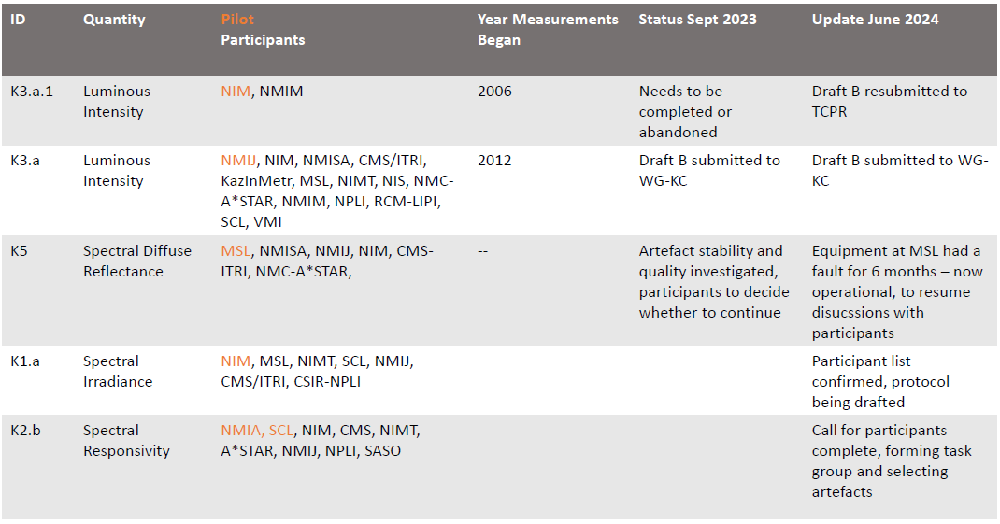 ID
Quantity
Pilot
Participants
Year Measurements
Began
Status Sept 2023
Update June 2024
K3.a.1
Luminous
Intensity
NIM, NMIM
2006
Needs to be
completed or
abandoned
Draft B resubmitted to
TCPR
K3.a
Luminous
Intensity
NMIJ, NIM, NMISA, CMS/ITRI,
KazInMetr, MSL, NIMT, NIS, NMC-
A*STAR, NMIM, NPLI, RCM-LIPI,
SCL, VMI
2012
Draft B submitted to
WG-KC
Draft B submitted to WG-
KC
K5
Spectral Diffuse
Reflectance
MSL, NMISA, NMIJ, NIM, CMS-
ITRI, NMC-A*STAR,
--
Artefact stability and
quality investigated,
participants to decide
whether to continue
Equipment at MSL had a
fault for 6 months – now
operational, to resume
disucssions with
participants
K1.a
Spectral
Irradiance
NIM, MSL, NIMT, SCL, NMIJ,
CMS/ITRI, CSIR-NPLI
Participant list
confirmed, protocol
being drafted
K2.b
Spectral
Responsivity
NMIA, SCL, NIM, CMS, NIMT,
A*STAR, NMIJ, NPLI, SASO
Call for participants
complete, forming task
group and selecting
artefacts